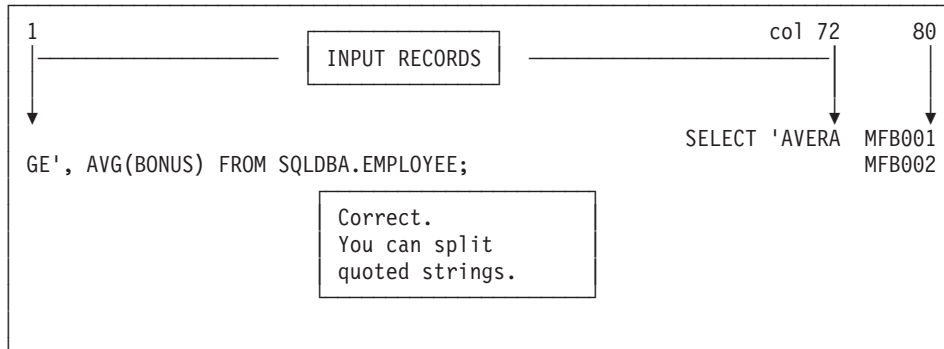 1 col 72 80
INPUT RECORDS
SELECT 'AVERA MFB001
GE', AVG(BONUS) FROM SQLDBA.EMPLOYEE; MFB002
Correct.
You can split
quoted strings.